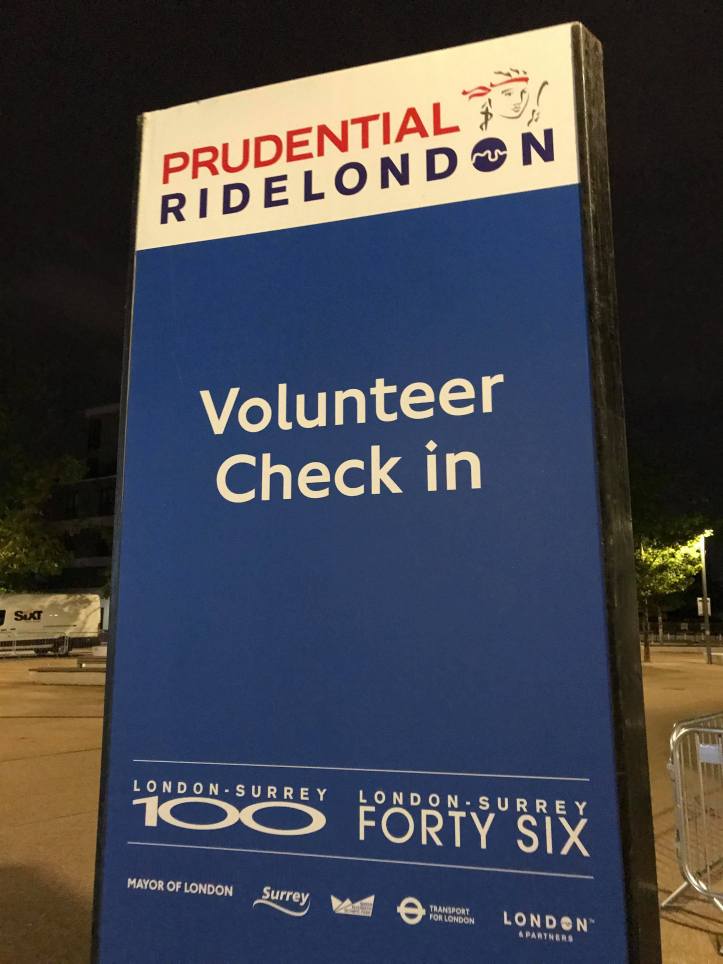 PRUDENTIAL
RIDELONDON
Volunteer
Check in
SiXT
LONDON-SURREY
100
LONDON-SURREY
FORTY SIX
MAYOR OF LONDON
Surrey
TRANSPORT
FOR LONDON
LONDON™
& PARTNERS